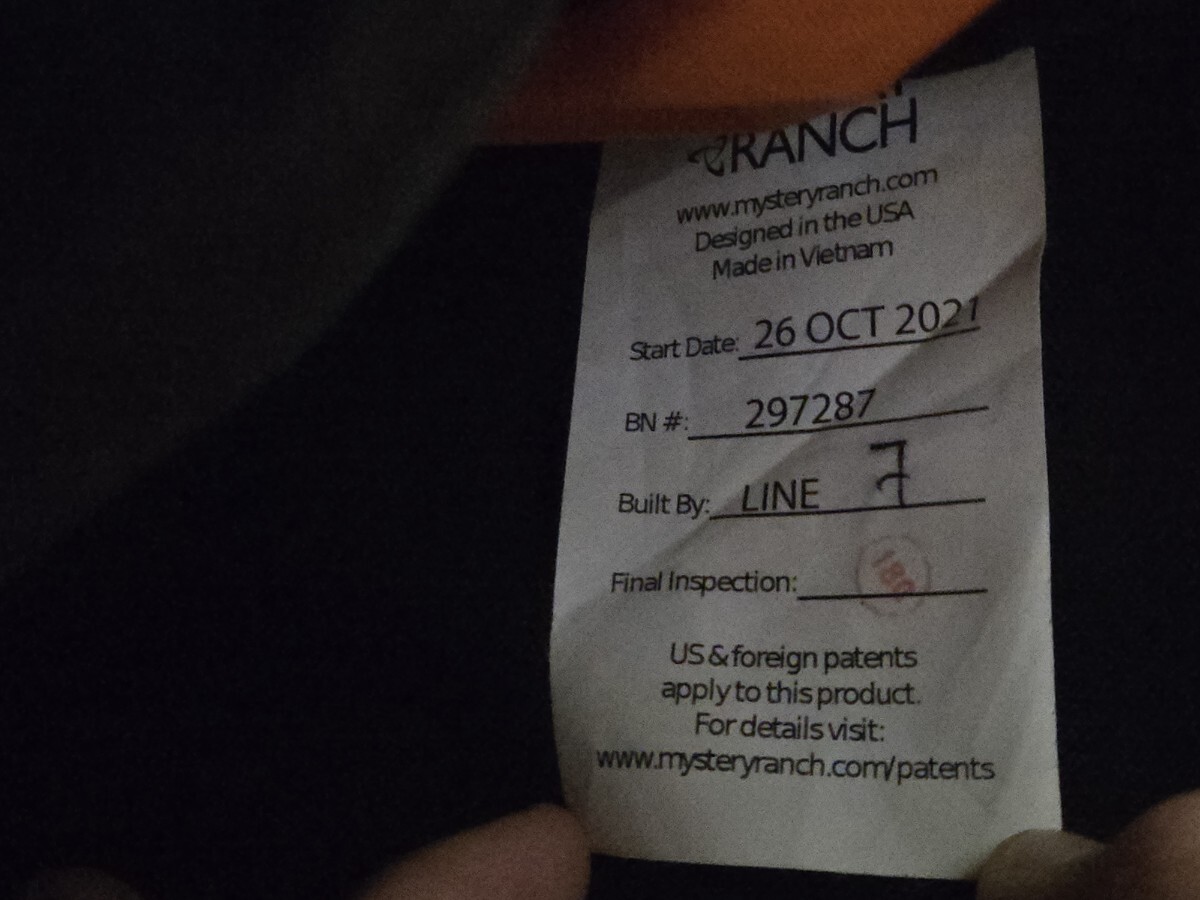 RANCH
www.mysteryranch.com
Designed in the USA
Made in Vietnam
Start Date: 26 OCT 2021
BN #: 297287
Built By: LINE 7
Final Inspection:
US & foreign patents
apply to this product.
For details visit:
www.mysteryranch.com/patents